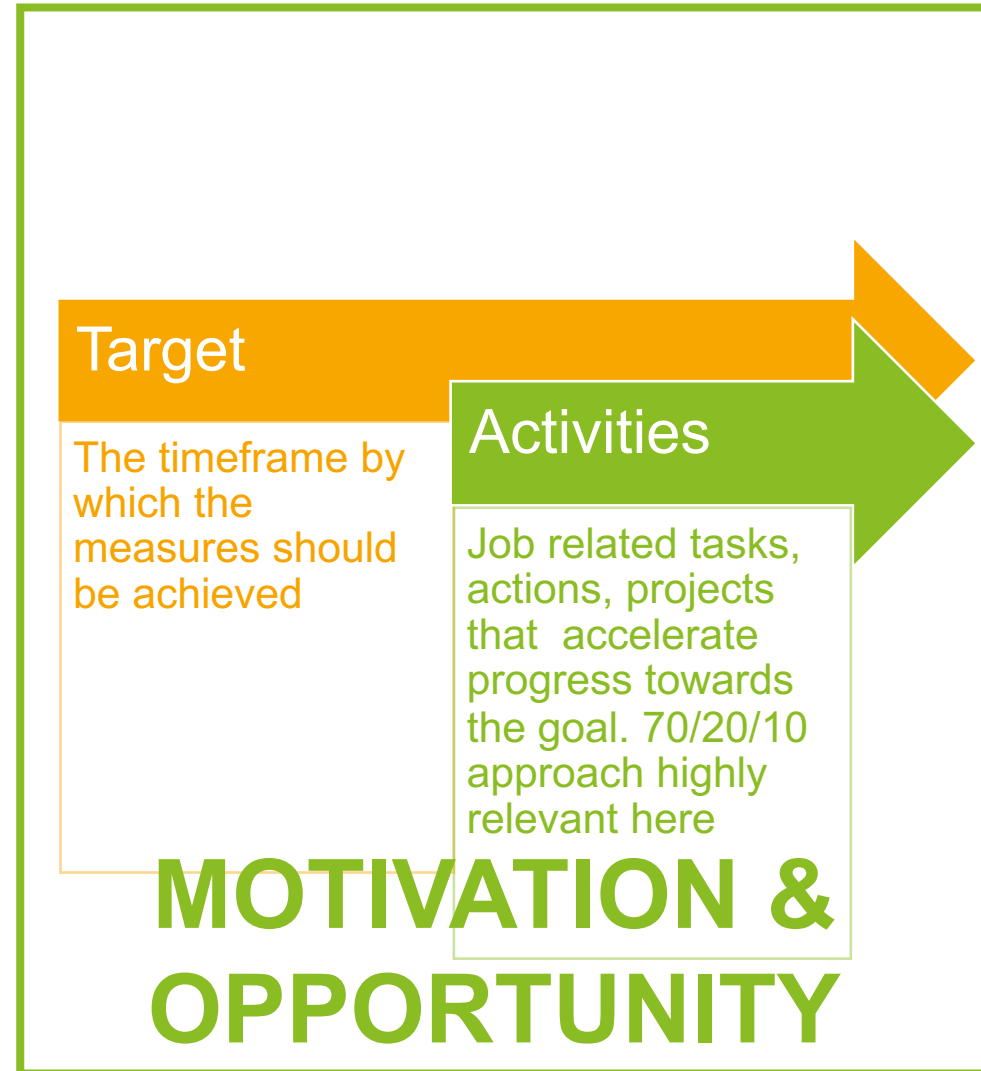 Target
The timeframe by
which the
measures should
be achieved
Activities
Job related tasks,
actions, projects
that  accelerate
progress towards
the goal. 70/20/10
approach highly
relevant here
MOTIVATION &
OPPORTUNITY